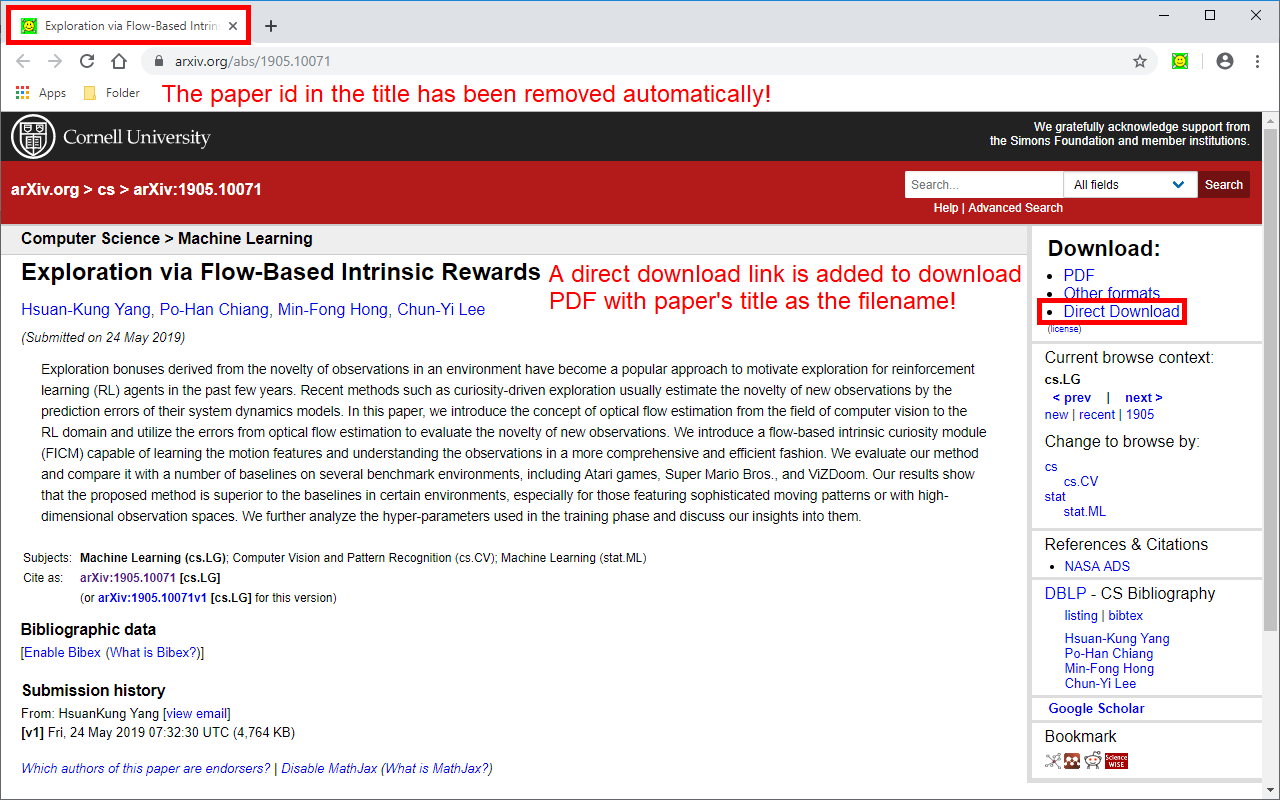 Exploration via Flow-Based Intrin
arxiv.org/abs/1905.10071
Apps Folder The paper id in the title has been removed automatically!
Cornell University
We gratefully acknowledge support from
the Simons Foundation and member institutions.
arXiv.org > cs > arXiv:1905.10071
Search... All fields Search
Help | Advanced Search
Computer Science > Machine Learning
Exploration via Flow-Based Intrinsic Rewards
A direct download link is added to download
PDF with paper's title as the filename!
Hsuan-Kung Yang, Po-Han Chiang, Min-Fong Hong, Chun-Yi Lee
(Submitted on 24 May 2019)
Exploration bonuses derived from the novelty of observations in an environment have become a popular approach to motivate exploration for reinforcement
learning (RL) agents in the past few years. Recent methods such as curiosity-driven exploration usually estimate the novelty of new observations by the
prediction errors of their system dynamics models. In this paper, we introduce the concept of optical flow estimation from the field of computer vision to the
RL domain and utilize the errors from optical flow estimation to evaluate the novelty of new observations. We introduce a flow-based intrinsic curiosity module
(FICM) capable of learning the motion features and understanding the observations in a more comprehensive and efficient fashion. We evaluate our method
and compare it with a number of baselines on several benchmark environments, including Atari games, Super Mario Bros., and ViZDoom. Our results show
that the proposed method is superior to the baselines in certain environments, especially for those featuring sophisticated moving patterns or with high-
dimensional observation spaces. We further analyze the hyper-parameters used in the training phase and discuss our insights into them.
Subjects: Machine Learning (cs.LG); Computer Vision and Pattern Recognition (cs.CV); Machine Learning (stat.ML)
Cite as: arXiv:1905.10071 [cs.LG]
(or arXiv:1905.10071v1 [cs.LG] for this version)
Bibliographic data
[Enable Bibex (What is Bibex?)]
Submission history
From: HsuanKung Yang [view email]
[v1] Fri, 24 May 2019 07:32:30 UTC (4,764 KB)
Which authors of this paper are endorsers? | Disable MathJax (What is MathJax?)
Download:
PDF
Other formats
Direct Download
(license)
Current browse context:
cs.LG
< prev | next >
new | recent | 1905
Change to browse by:
cs
cs.CV
stat
stat.ML
References & Citations
NASA ADS
DBLP - CS Bibliography
listing | bibtex
Hsuan-Kung Yang
Po-Han Chiang
Min-Fong Hong
Chun-Yi Lee
Google Scholar
Bookmark
Science
WISE